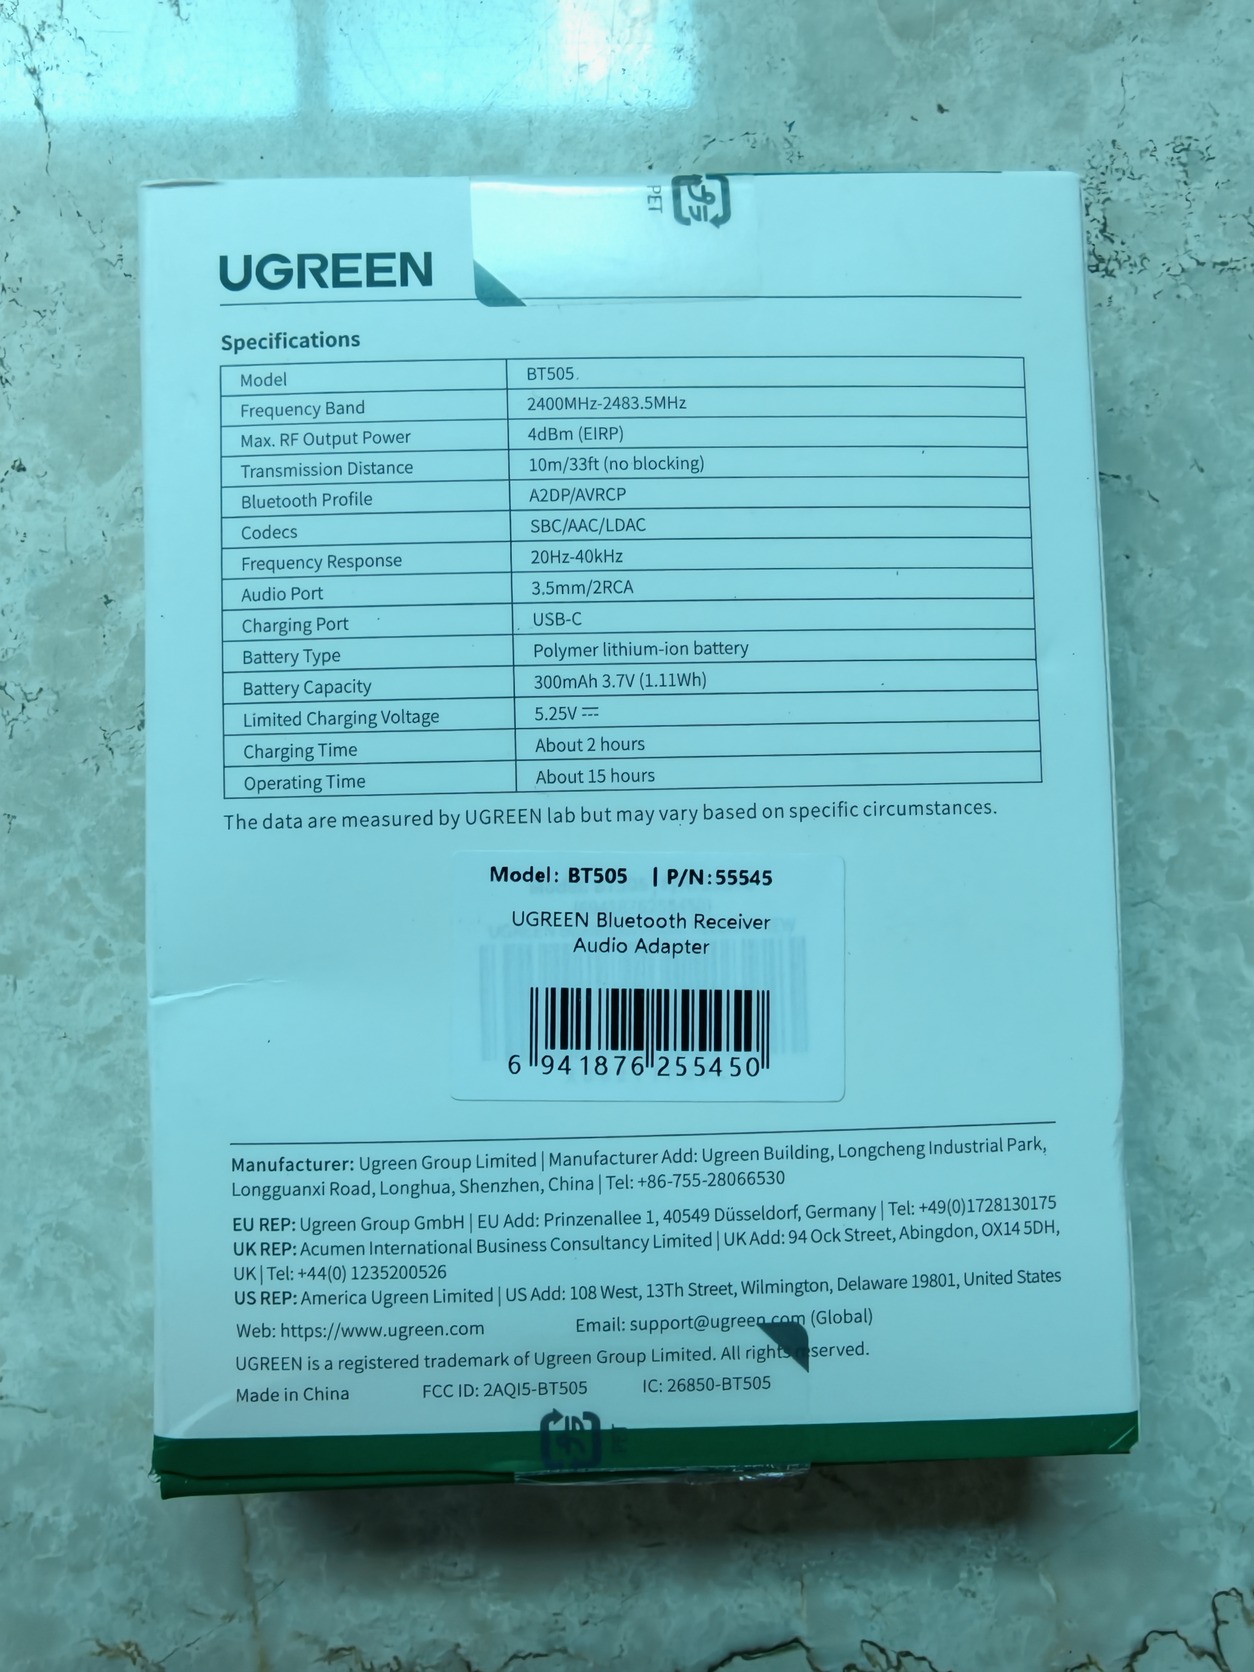 PET
UGREEN
Specifications
Model BT505.
Frequency Band 2400MHz-2483.5MHz
Max. RF Output Power 4dBm (EIRP)
Transmission Distance 10m/33ft (no blocking)
Bluetooth Profile A2DP/AVRCP
Codecs SBC/AAC/LDAC
Frequency Response 20Hz-40kHz
Audio Port 3.5mm/2RCA
Charging Port USB-C
Battery Type Polymer lithium-ion battery
Battery Capacity 300mAh 3.7V (1.11Wh)
Limited Charging Voltage 5.25V ⎓
Charging Time About 2 hours
Operating Time About 15 hours
The data are measured by UGREEN lab but may vary based on specific circumstances.
Model: BT505 | P/N:55545
UGREEN Bluetooth Receiver
Audio Adapter
6 941876 255450
Manufacturer: Ugreen Group Limited | Manufacturer Add: Ugreen Building, Longcheng Industrial Park,
Longguanxi Road, Longhua, Shenzhen, China | Tel: +86-755-28066530
EU REP: Ugreen Group GmbH | EU Add: Prinzenallee 1, 40549 Düsseldorf, Germany | Tel: +49(0)1728130175
UK REP: Acumen International Business Consultancy Limited | UK Add: 94 Ock Street, Abingdon, OX14 5DH,
UK | Tel: +44(0) 1235200526
US REP: America Ugreen Limited | US Add: 108 West, 13Th Street, Wilmington, Delaware 19801, United States
Web: https://www.ugreen.com Email: support@ugreen.com (Global)
UGREEN is a registered trademark of Ugreen Group Limited. All rights reserved.
Made in China FCC ID: 2AQI5-BT505 IC: 26850-BT505